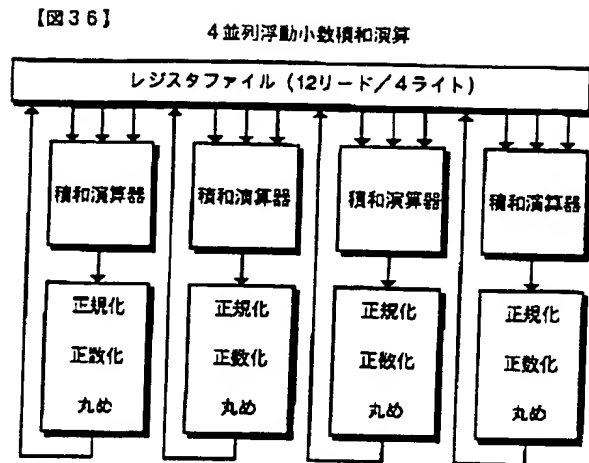 【図36】
4並列浮動小数積和演算
レジスタファイル(12リード/4ライト)
積和演算器 積和演算器 積和演算器 積和演算器
正規化 正規化 正規化 正規化
正数化 正数化 正数化 正数化
丸め 丸め 丸め 丸め